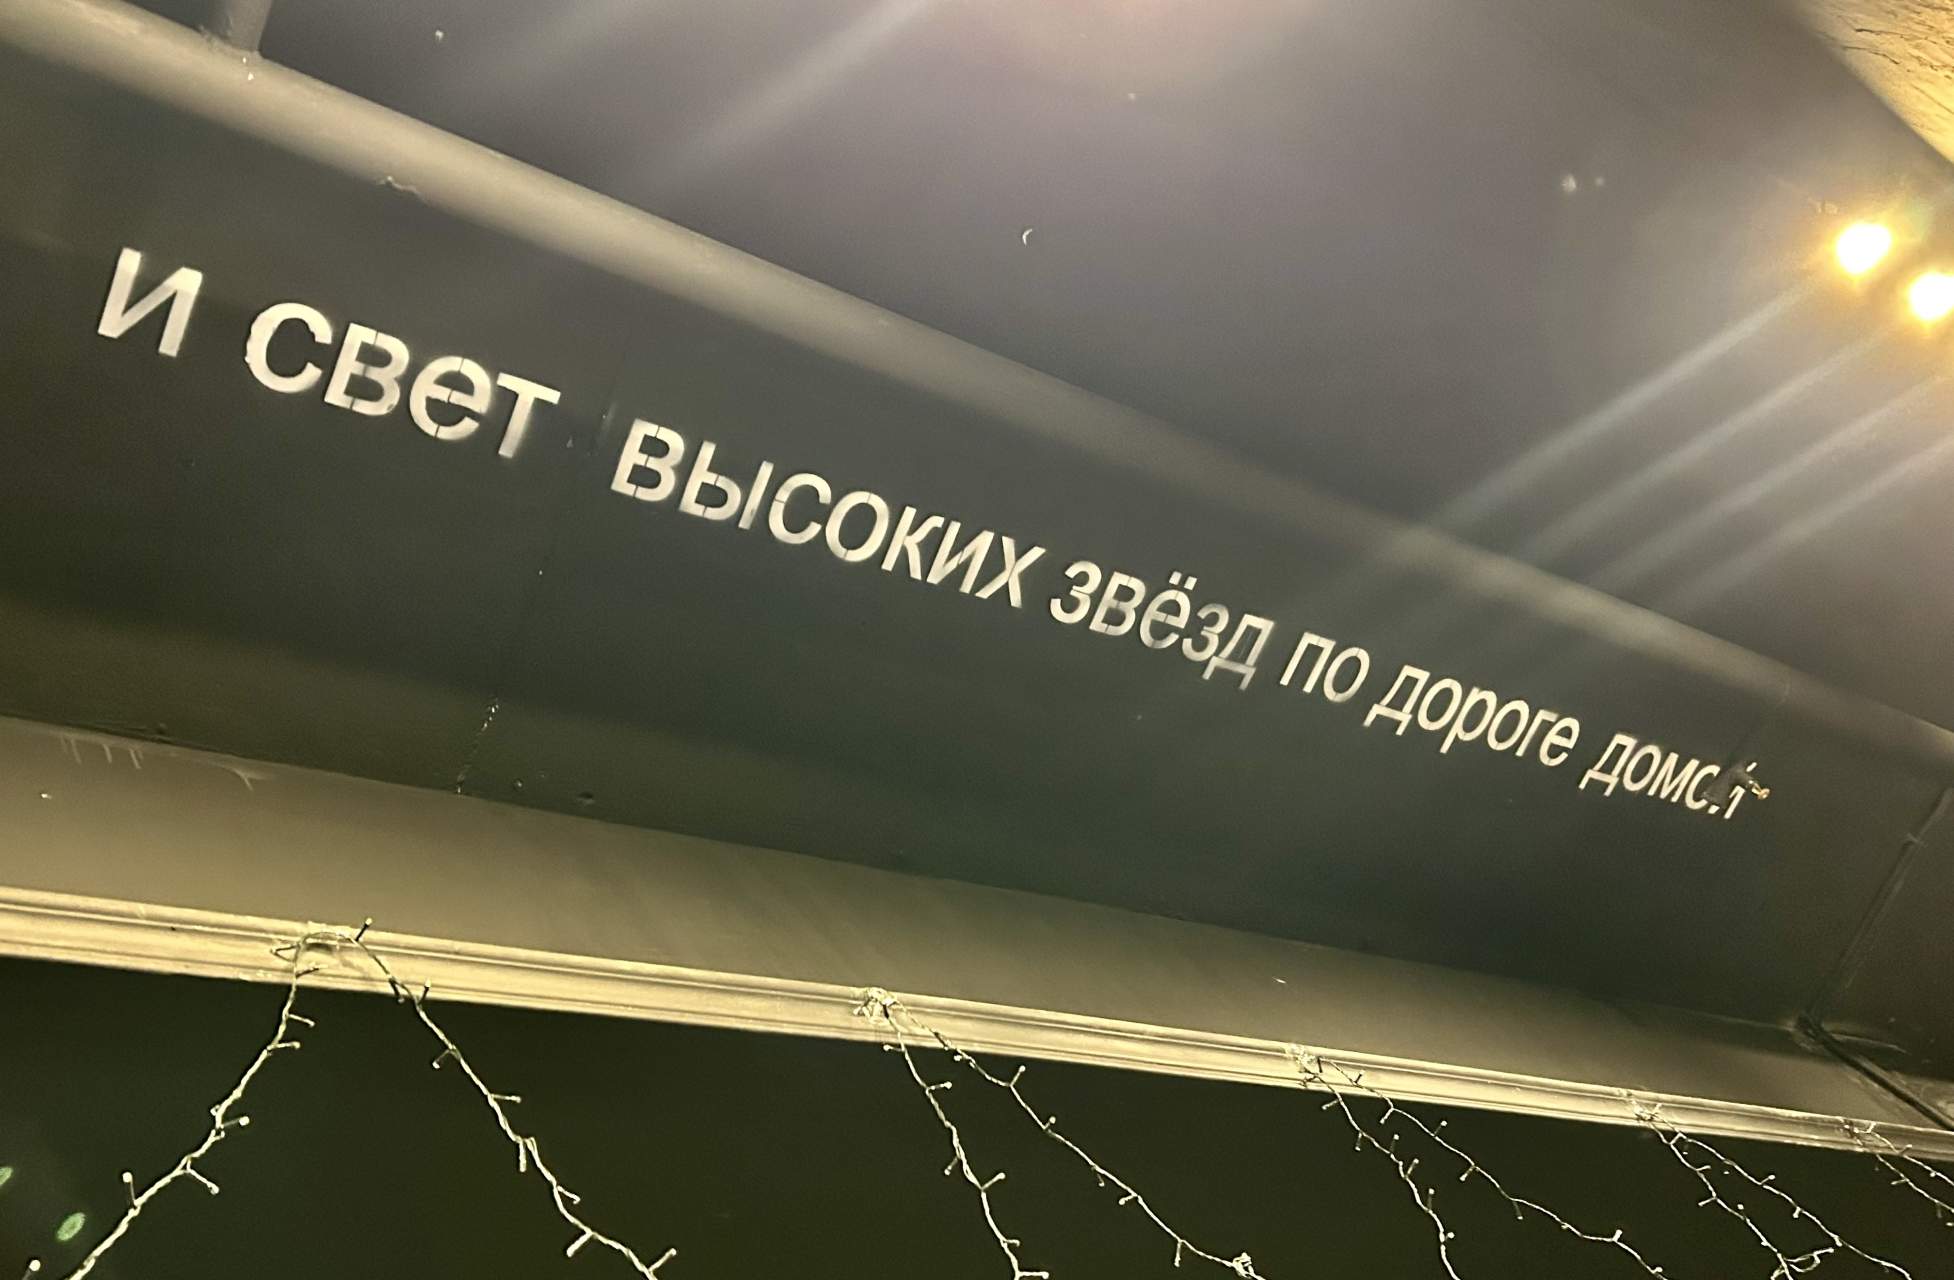 и свет высоких звёзд по дороге домой